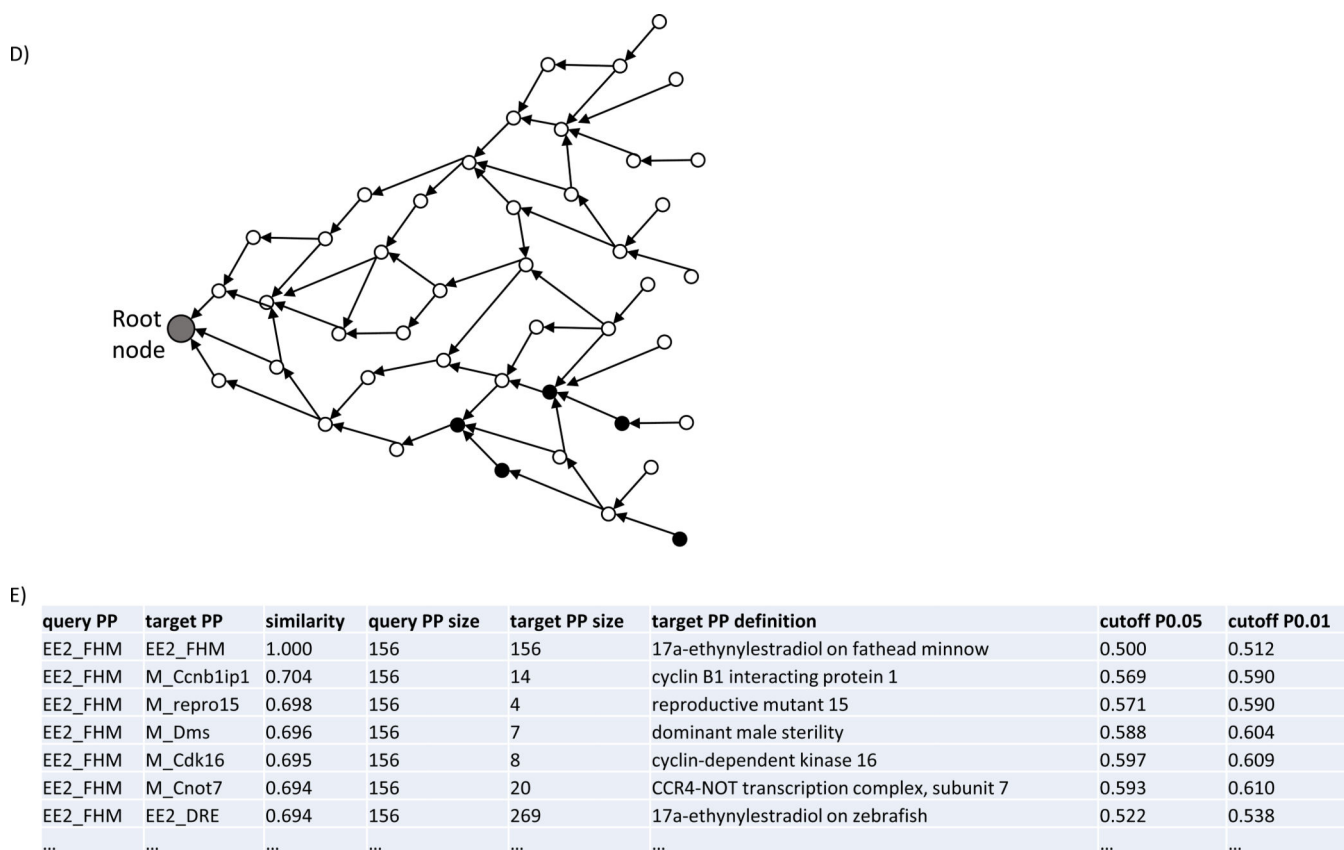 D)
Root
node
E)
query PP target PP similarity query PP size target PP size target PP definition cutoff P0.05 cutoff P0.01
EE2_FHM EE2_FHM 1.000 156 156 17a-ethynylestradiol on fathead minnow 0.500 0.512
EE2_FHM M_Ccnb1ip1 0.704 156 14 cyclin B1 interacting protein 1 0.569 0.590
EE2_FHM M_repro15 0.698 156 4 reproductive mutant 15 0.571 0.590
EE2_FHM M_Dms 0.696 156 7 dominant male sterility 0.588 0.604
EE2_FHM M_Cdk16 0.695 156 8 cyclin-dependent kinase 16 0.597 0.609
EE2_FHM M_Cnot7 0.694 156 20 CCR4-NOT transcription complex, subunit 7 0.593 0.610
EE2_FHM EE2_DRE 0.694 156 269 17a-ethynylestradiol on zebrafish 0.522 0.538
... ... ... ... ... ... ... ...